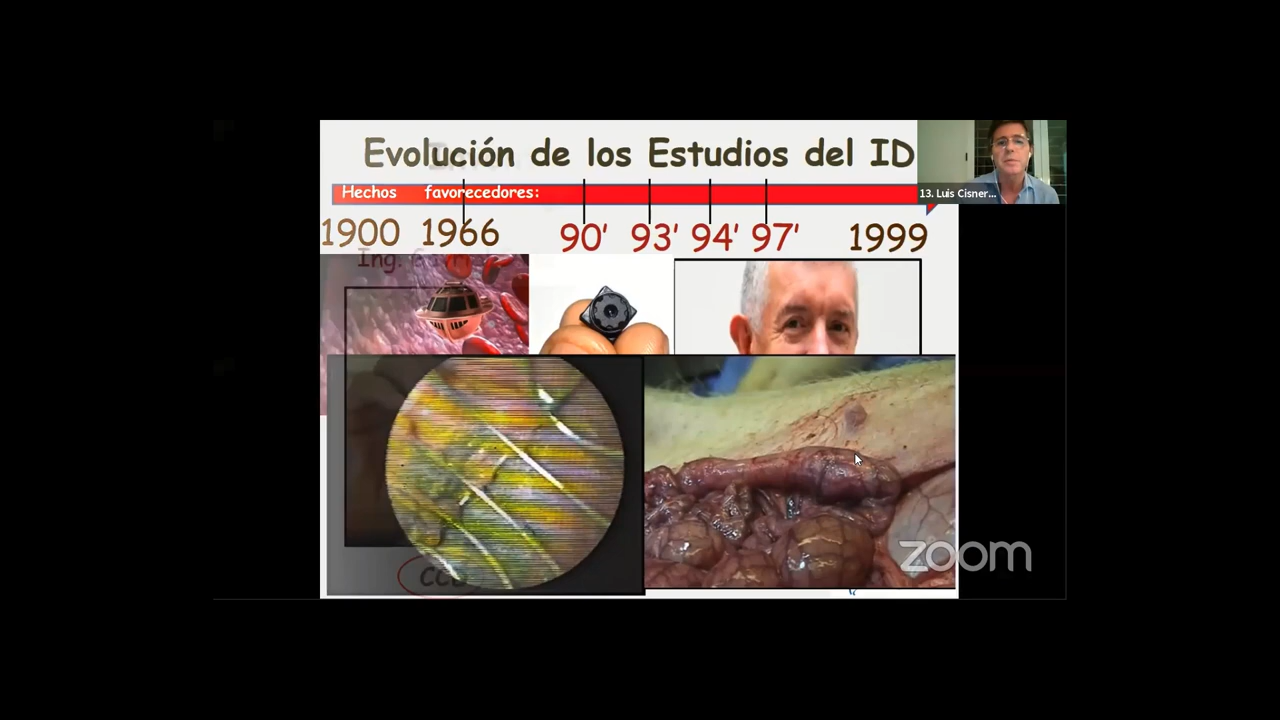 Evolución de los Estudios del ID
13. Luis Cisner...
Hechos favorecedores:
1900 1966 90' 93' 94' 97' 1999
Ing.
zoom